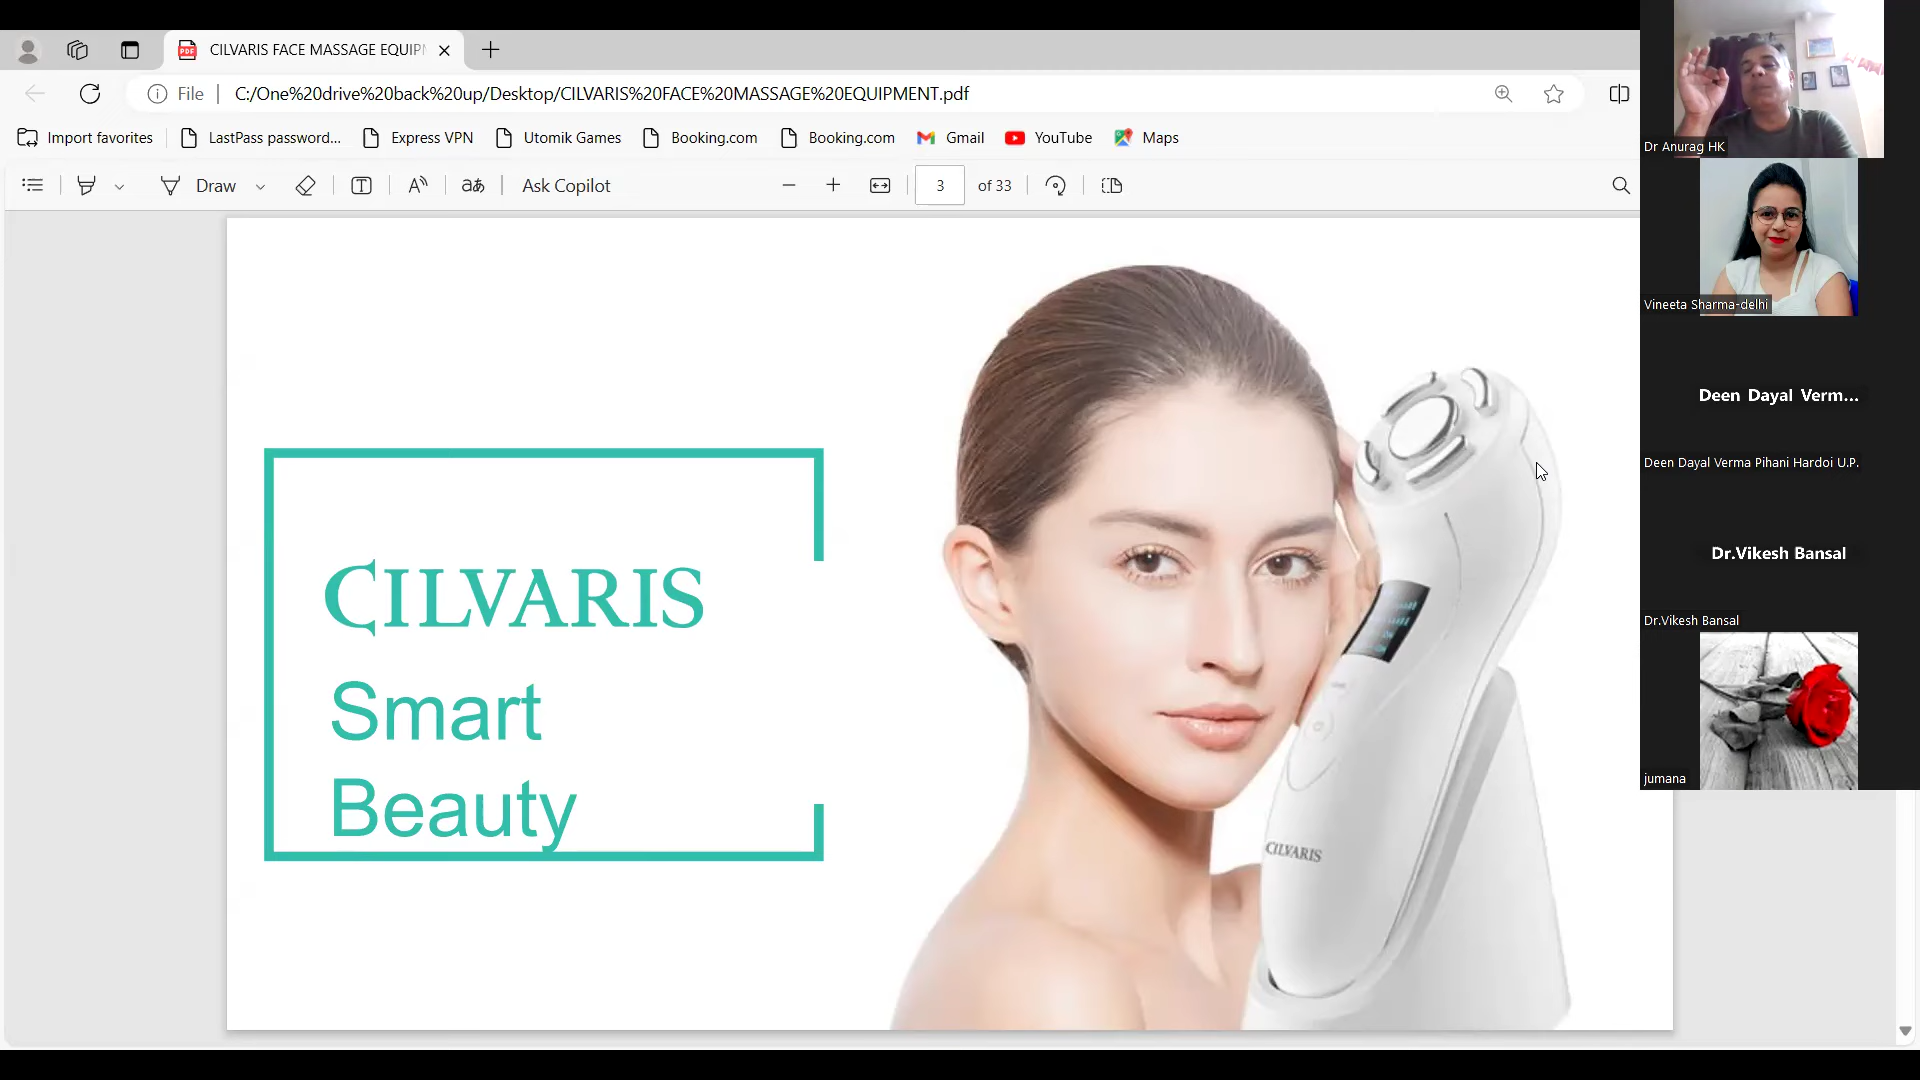 CILVARIS FACE MASSAGE EQUIP
File
C:/One%20drive%20back%20up/Desktop/CILVARIS%20FACE%20MASSAGE%20EQUIPMENT.pdf
Import favorites
LastPass password...
Express VPN
Utomik Games
Booking.com
Booking.com
Gmail
YouTube
Maps
Draw
Ask Copilot
3
of 33
CILVARIS
Smart
Beauty
CILVARIS
Dr Anurag HK
Vineeta Sharma-delhi
Deen Dayal Verm...
Deen Dayal Verma Pihani Hardoi U.P.
Dr.Vikesh Bansal
Dr.Vikesh Bansal
jumana